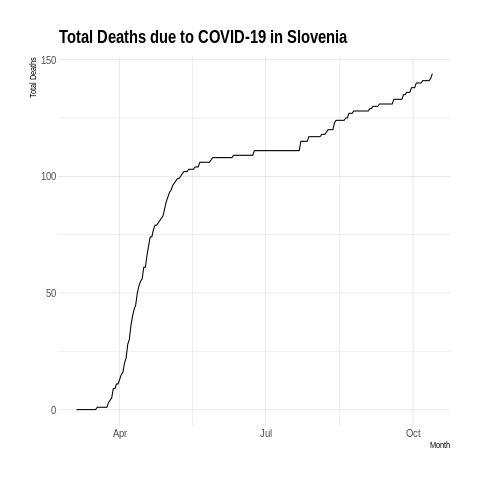 Total Deaths due to COVID-19 in Slovenia
Total Deaths
150
100
50
0
Apr
Jul
Oct
Month